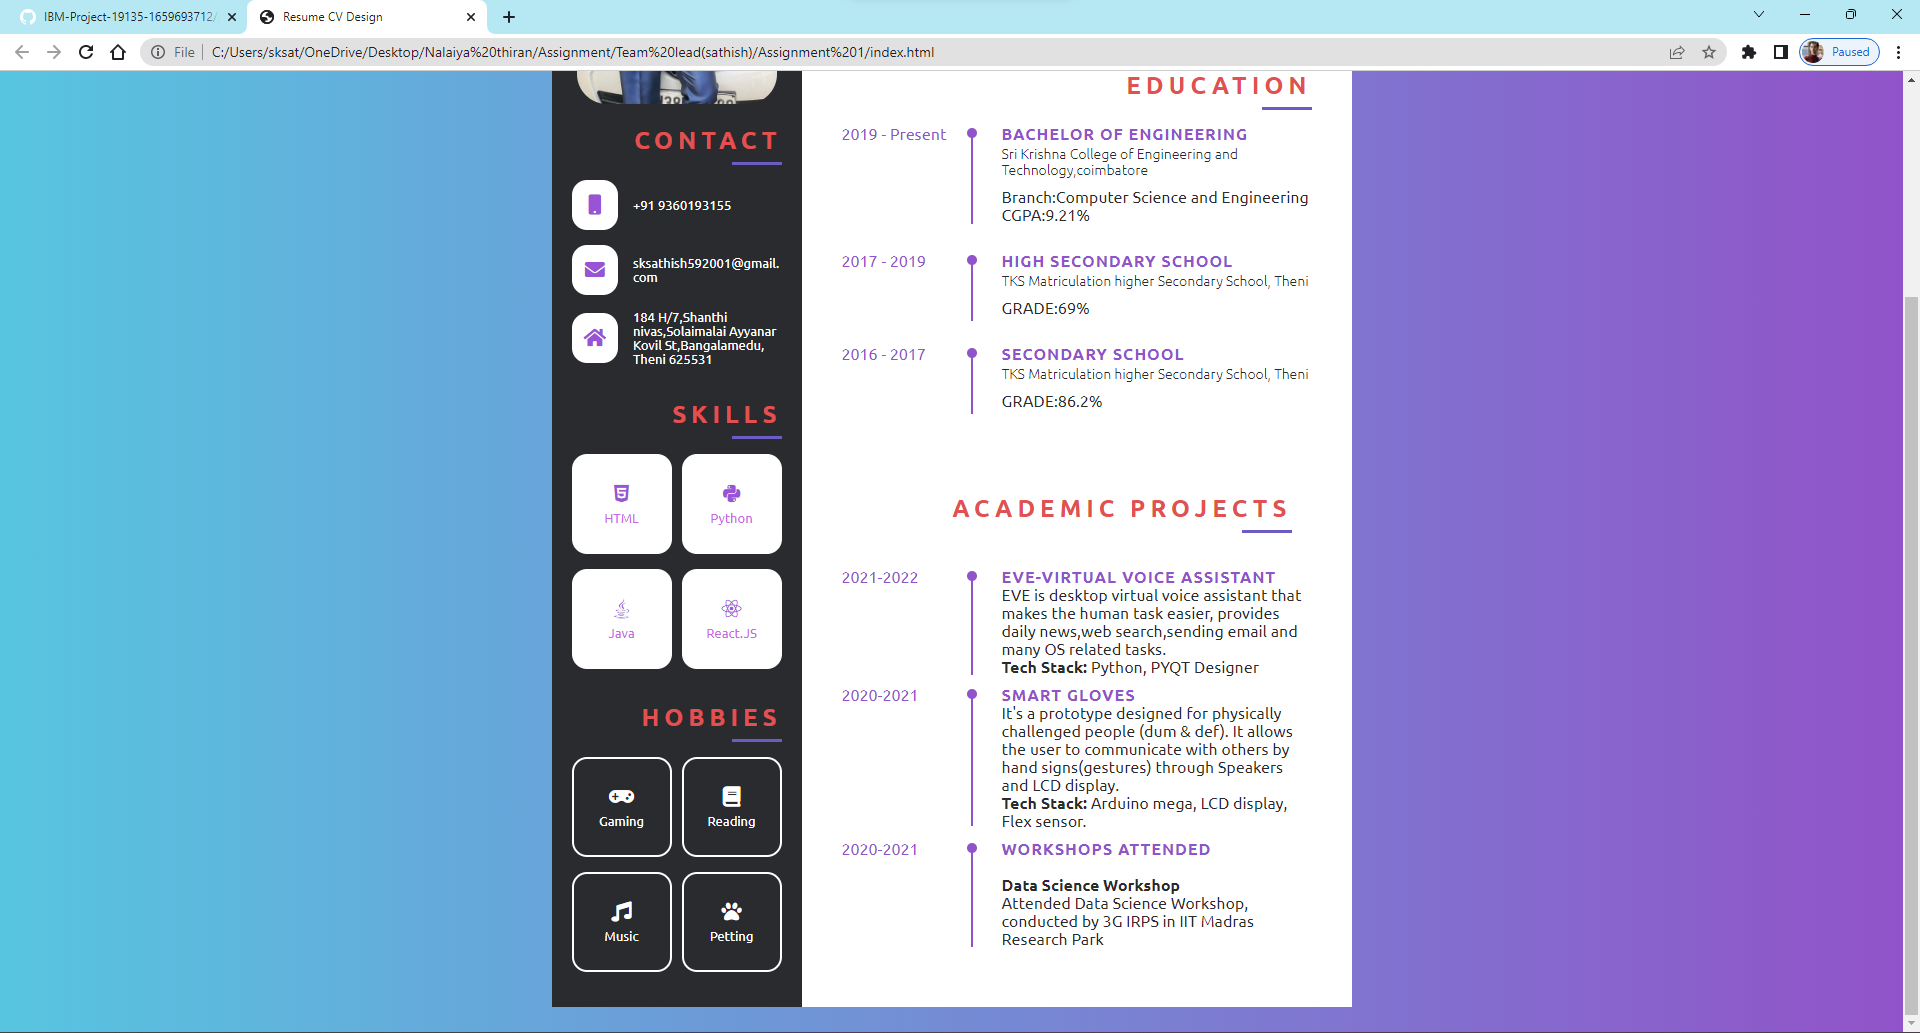 IBM-Project-19135-1659693712/
Resume CV Design
File
C:/Users/sksat/OneDrive/Desktop/Nalaiya%20thiran/Assignment/Team%20lead(sathish)/Assignment%201/index.html
Paused
CONTACT
+91 9360193155
sksathish592001@gmail.
com
184 H/7,Shanthi
nivas,Solaimalai Ayyanar
Kovil St,Bangalamedu,
Theni 625531
SKILLS
HTML
Python
Java
React.JS
HOBBIES
Gaming
Reading
Music
Petting
EDUCATION
2019 - Present
BACHELOR OF ENGINEERING
Sri Krishna College of Engineering and
Technology,coimbatore
Branch:Computer Science and Engineering
CGPA:9.21%
2017 - 2019
HIGH SECONDARY SCHOOL
TKS Matriculation higher Secondary School, Theni
GRADE:69%
2016 - 2017
SECONDARY SCHOOL
TKS Matriculation higher Secondary School, Theni
GRADE:86.2%
ACADEMIC PROJECTS
2021-2022
EVE-VIRTUAL VOICE ASSISTANT
EVE is desktop virtual voice assistant that
makes the human task easier, provides
daily news,web search,sending email and
many OS related tasks.
Tech Stack: Python, PYQT Designer
2020-2021
SMART GLOVES
It's a prototype designed for physically
challenged people (dum & def). It allows
the user to communicate with others by
hand signs(gestures) through Speakers
and LCD display.
Tech Stack: Arduino mega, LCD display,
Flex sensor.
2020-2021
WORKSHOPS ATTENDED
Data Science Workshop
Attended Data Science Workshop,
conducted by 3G IRPS in IIT Madras
Research Park